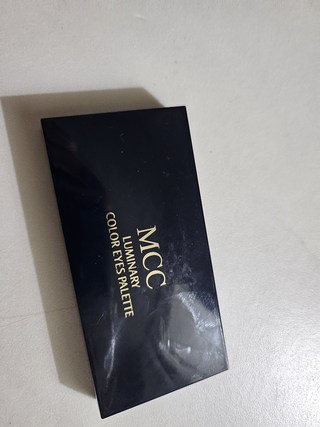 MCC
LUMINARY
COLOR EYES PALETTE